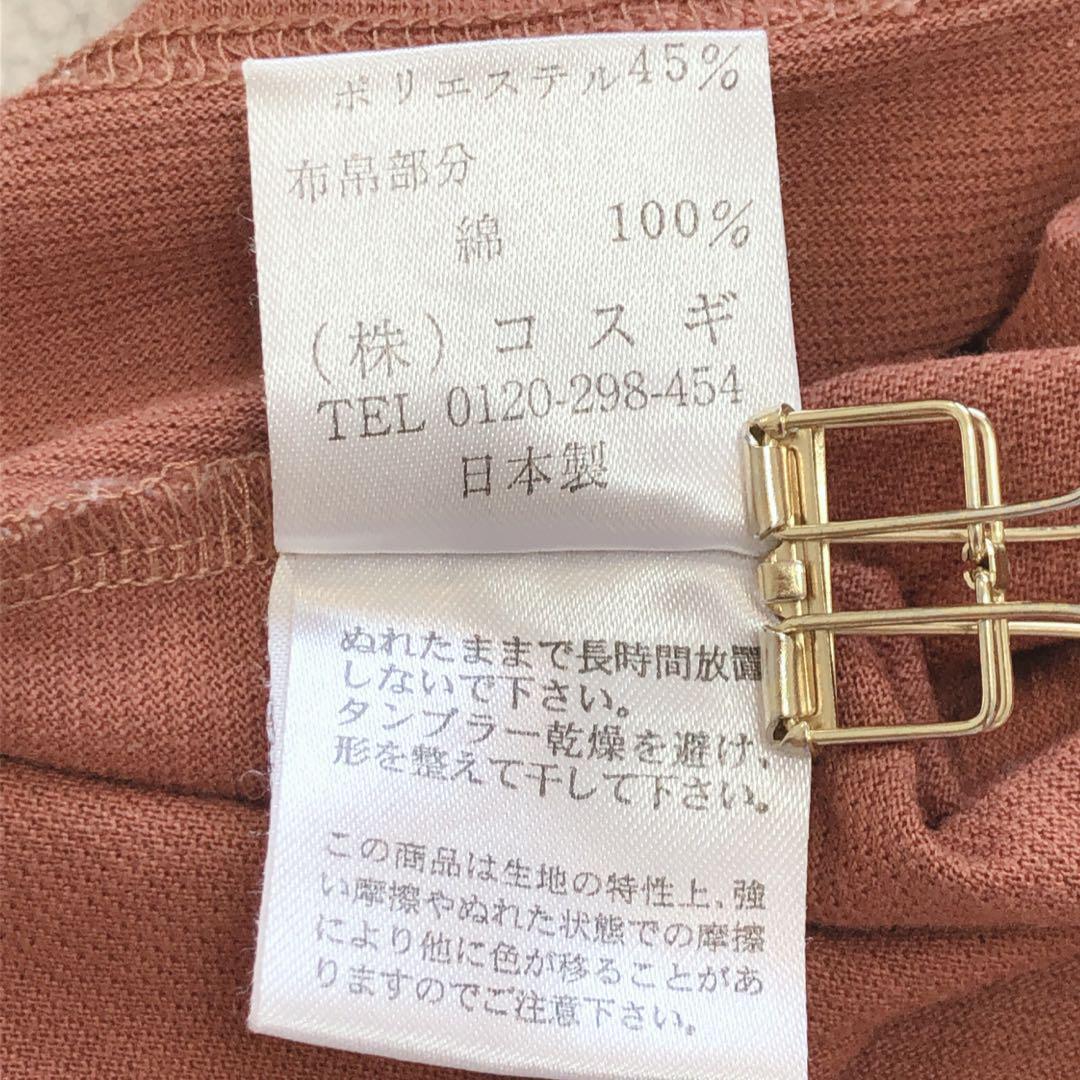 ポリエステル45%
布帛部分
綿 100%
(株)コスギ
TEL 0120-298-454
日本製
ぬれたままで長時間放置
しないで下さい。
タンブラー乾燥を避け、
形を整えて干して下さい。
この商品は生地の特性上、強
い摩擦やぬれた状態での摩擦
により他に色が移ることがあ
りますのでご注意下さい。